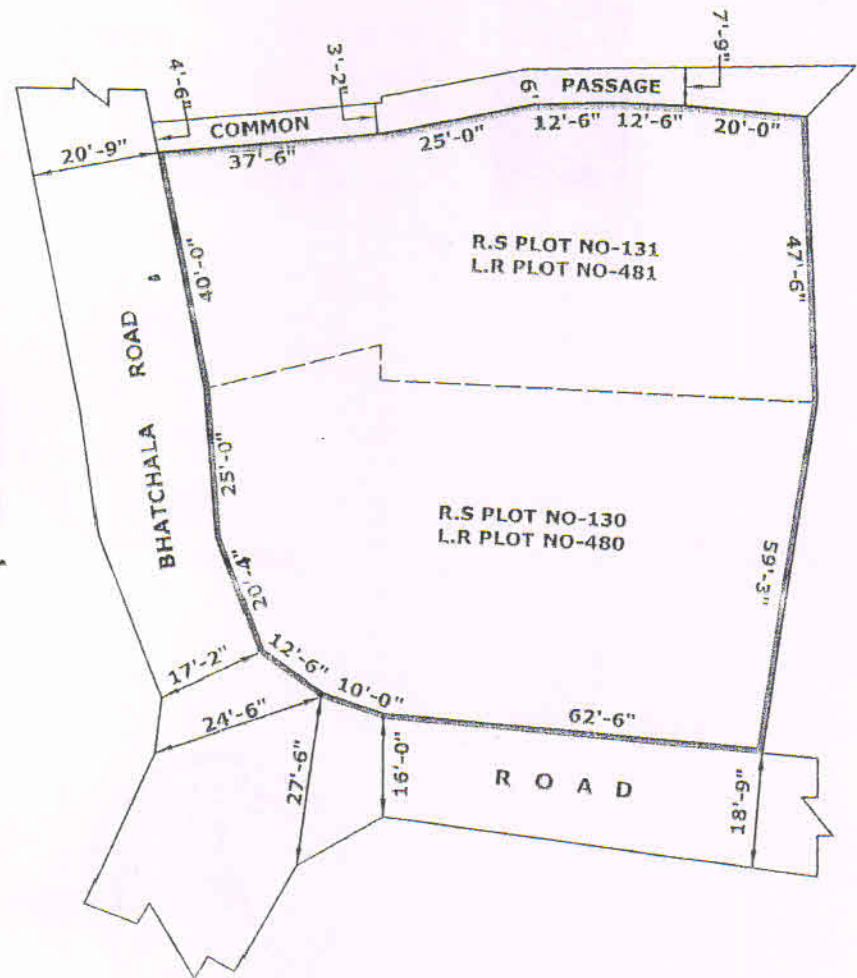 7'-9"
3'-2"
4'-6"
6'
PASSAGE
COMMON
20'-9"
37'-6"
25'-0"
12'-6"
12'-6"
20'-0"
R.S PLOT NO-131
L.R PLOT NO-481
47'-6"
40'-0"
BHATCHALA ROAD
25'-0"
R.S PLOT NO-130
L.R PLOT NO-480
59'-3"
20'-4"
12'-6"
10'-0"
62'-6"
17'-2"
24'-6"
27'-6"
16'-0"
ROAD
18'-9"